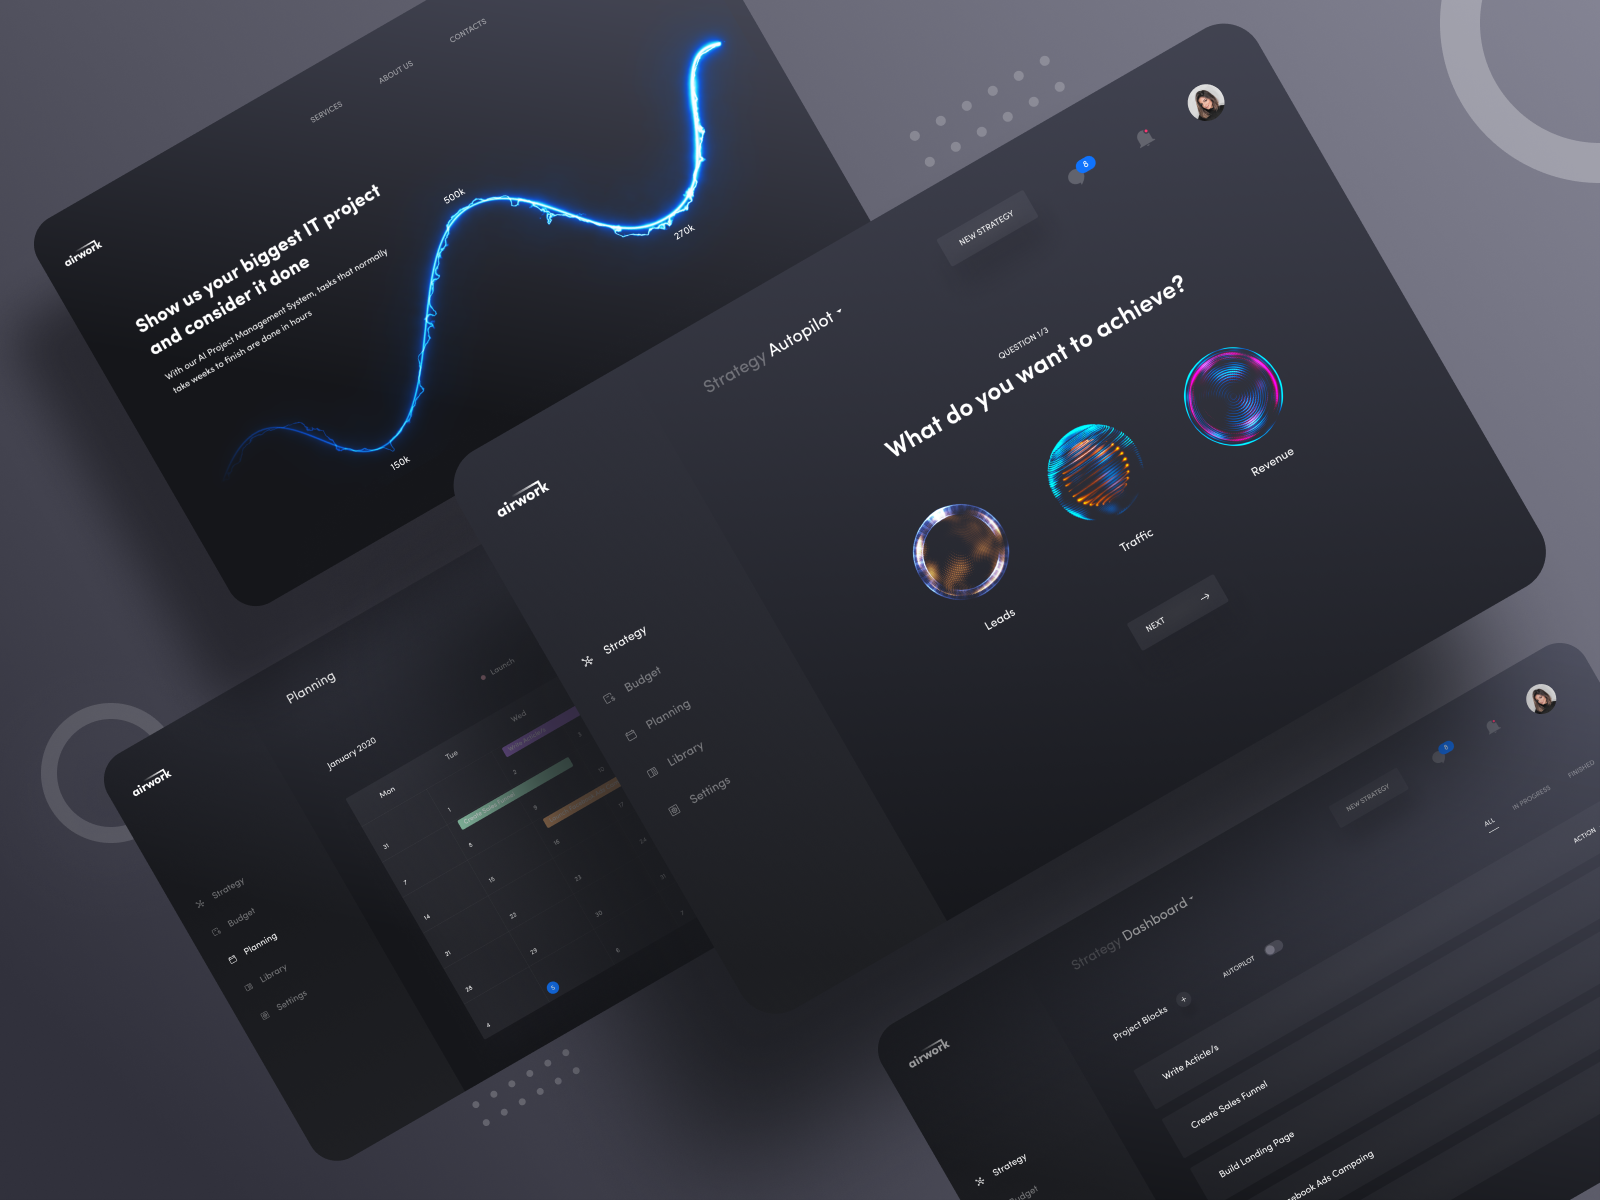 SERVICES
ABOUT US
CONTACTS
airwork
Show us your biggest IT project
and consider it done
With our AI Project Management System, tasks that normally
take weeks to finish are done in hours
150k
500k
270k
airwork
Strategy Autopilot
NEW STRATEGY
8
QUESTION 1/3
What do you want to achieve?
Leads
Traffic
Revenue
NEXT
Strategy
Budget
Planning
Library
Settings
airwork
Planning
Launch
January 2020
Mon
Tue
Wed
31
1
2
3
7
8
9
10
14
15
16
17
21
22
23
24
28
29
30
31
4
5
6
7
Create Sales Funnel
Strategy
Budget
Planning
Library
Settings
airwork
Strategy Dashboard
NEW STRATEGY
8
ALL
IN PROGRESS
FINISHED
ACTION
Project Blocks
AUTOPILOT
Write Acticle/s
Create Sales Funnel
Build Landing Page
ebook Ads Campaing
Strategy
Budget